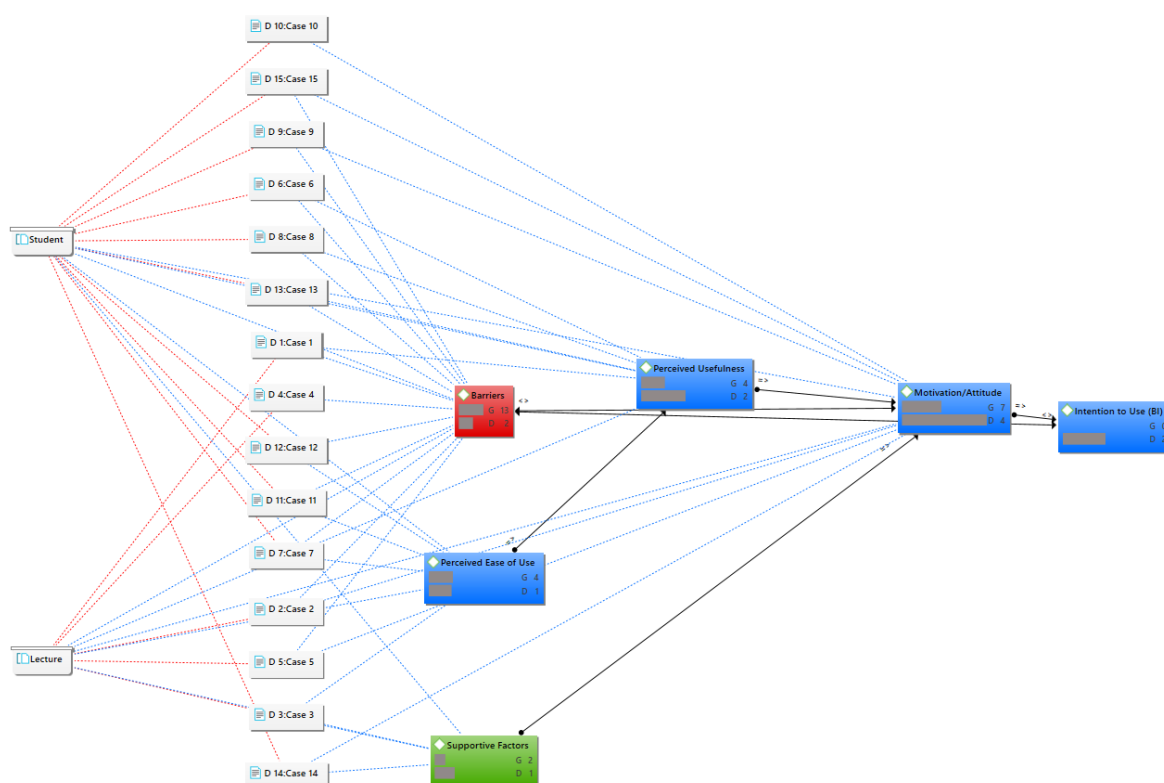 D 10:Case 10
D 15:Case 15
D 9:Case 9
D 6:Case 6
D 8:Case 8
Student
D 13:Case 13
D 1:Case 1
D 4:Case 4
D 12:Case 12
D 11:Case 11
D 7:Case 7
D 2:Case 2
Lecture
D 5:Case 5
D 3:Case 3
D 14:Case 14
Barriers
G 13
D 2
<>
Perceived Usefulness
G 4
D 2
=>
Motivation/Attitude
G 7
D 4
=>
<>
Intention to Use (BI)
G
D
=>
Perceived Ease of Use
G 4
D 1
=>
Supportive Factors
G 2
D 1